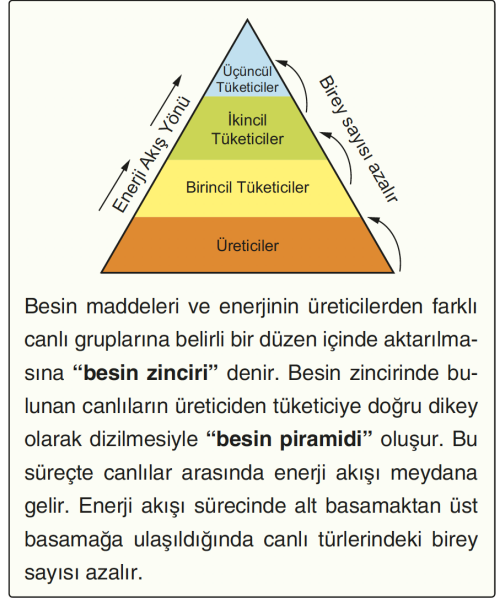 Üçüncül
Tüketiciler
İkincil
Tüketiciler
Birincil Tüketiciler
Üreticiler
Enerji Akış Yönü
Birey sayısı azalır
Besin maddeleri ve enerjinin üreticilerden farklı
canlı gruplarına belirli bir düzen içinde aktarılma-
sına “besin zinciri” denir. Besin zincirinde bu-
lunan canlıların üreticiden tüketiciye doğru dikey
olarak dizilmesiyle “besin piramidi” oluşur. Bu
süreçte canlılar arasında enerji akışı meydana
gelir. Enerji akışı sürecinde alt basamaktan üst
basamağa ulaşıldığında canlı türlerindeki birey
sayısı azalır.